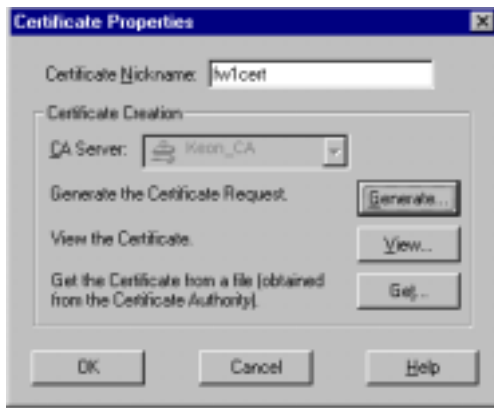 Certificate Properties
Certificate Nickname: fw1cert
Certificate Creation
CA Server: Keon_CA
Generate the Certificate Request. Generate...
View the Certificate. View...
Get the Certificate from a file (obtained
from the Certificate Authority). Get...
OK Cancel Help